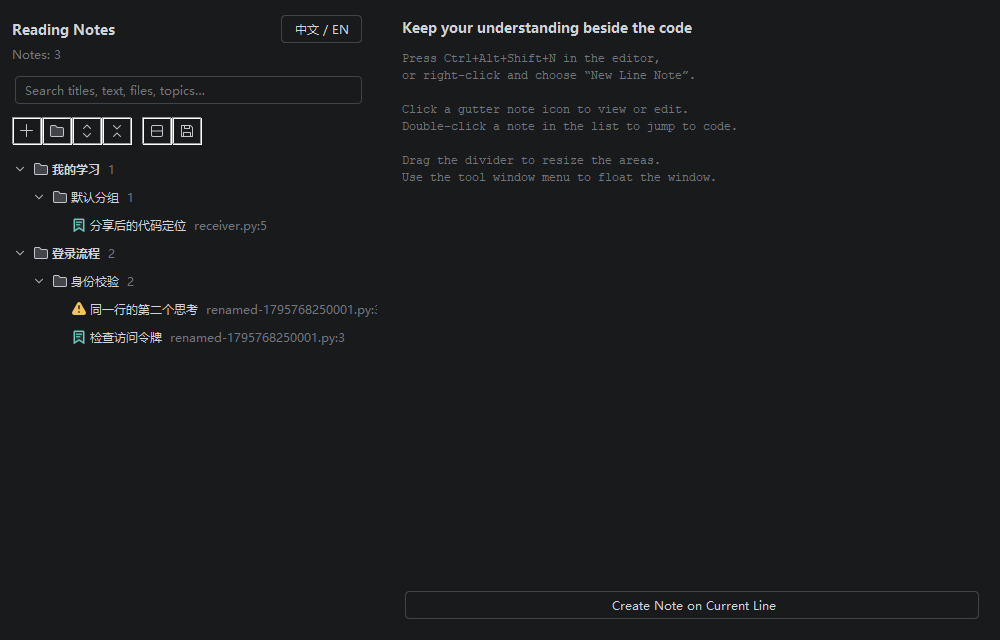 Reading Notes
中文 / EN
Notes: 3
Search titles, text, files, topics...
我的学习 1
默认分组 1
分享后的代码定位 receiver.py:5
登录流程 2
身份校验 2
同一行的第二个思考 renamed-1795768250001.py:3
检查访问令牌 renamed-1795768250001.py:3
Keep your understanding beside the code
Press Ctrl+Alt+Shift+N in the editor,
or right-click and choose “New Line Note”.
Click a gutter note icon to view or edit.
Double-click a note in the list to jump to code.
Drag the divider to resize the areas.
Use the tool window menu to float the window.
Create Note on Current Line